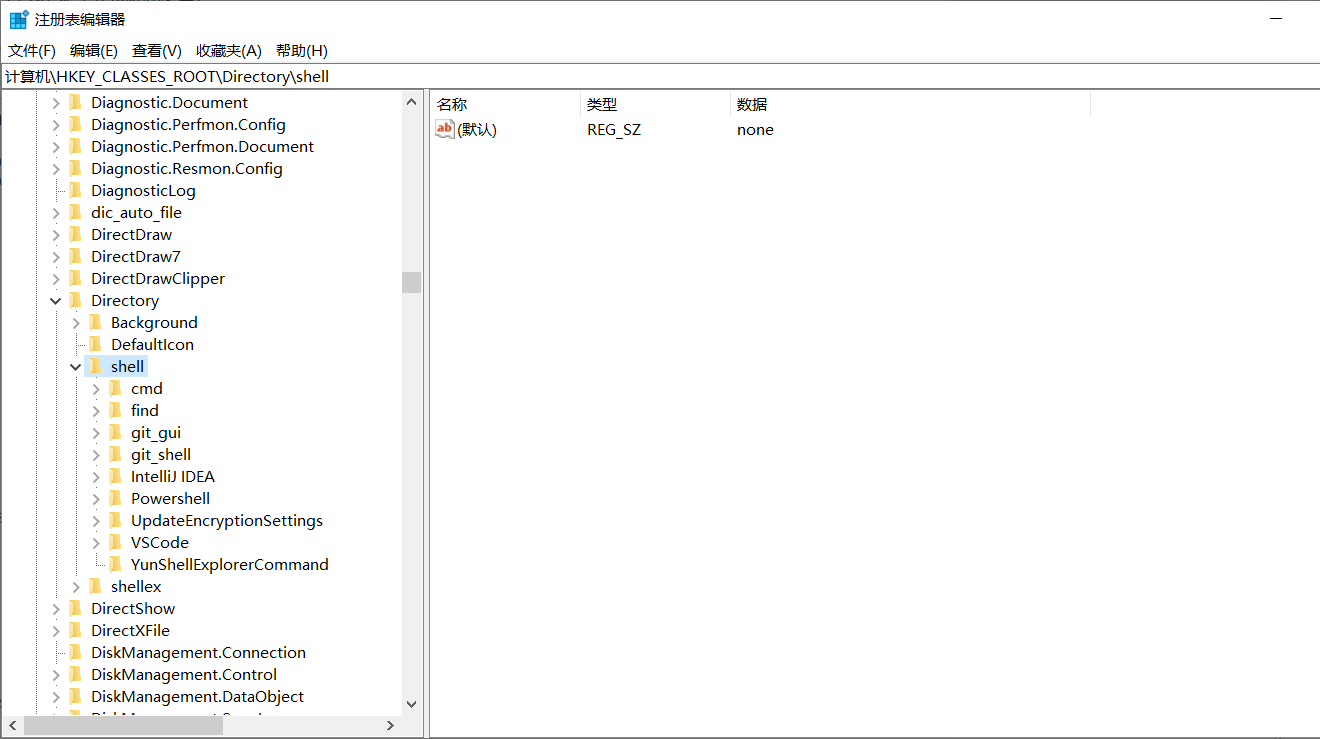 注册表编辑器
文件(F) 编辑(E) 查看(V) 收藏夹(A) 帮助(H)
计算机\HKEY_CLASSES_ROOT\Directory\shell
Diagnostic.Document
Diagnostic.Perfmon.Config
Diagnostic.Perfmon.Document
Diagnostic.Resmon.Config
DiagnosticLog
dic_auto_file
DirectDraw
DirectDraw7
DirectDrawClipper
Directory
Background
DefaultIcon
shell
cmd
find
git_gui
git_shell
IntelliJ IDEA
Powershell
UpdateEncryptionSettings
VSCode
YunShellExplorerCommand
shellex
DirectShow
DirectXFile
DiskManagement.Connection
DiskManagement.Control
DiskManagement.DataObject
名称 类型 数据
ab (默认) REG_SZ none